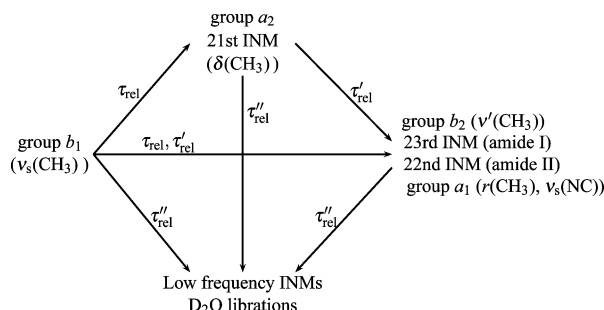 group a₂
21st INM
(δ(CH₃))
τ_rel
τ′_rel
τ″_rel
group b₁
(ν_s(CH₃))
τ_rel, τ′_rel
group b₂ (ν′(CH₃))
23rd INM (amide I)
22nd INM (amide II)
group a₁ (r(CH₃), ν_s(NC))
τ″_rel
τ″_rel
Low frequency INMs
D₂O librations